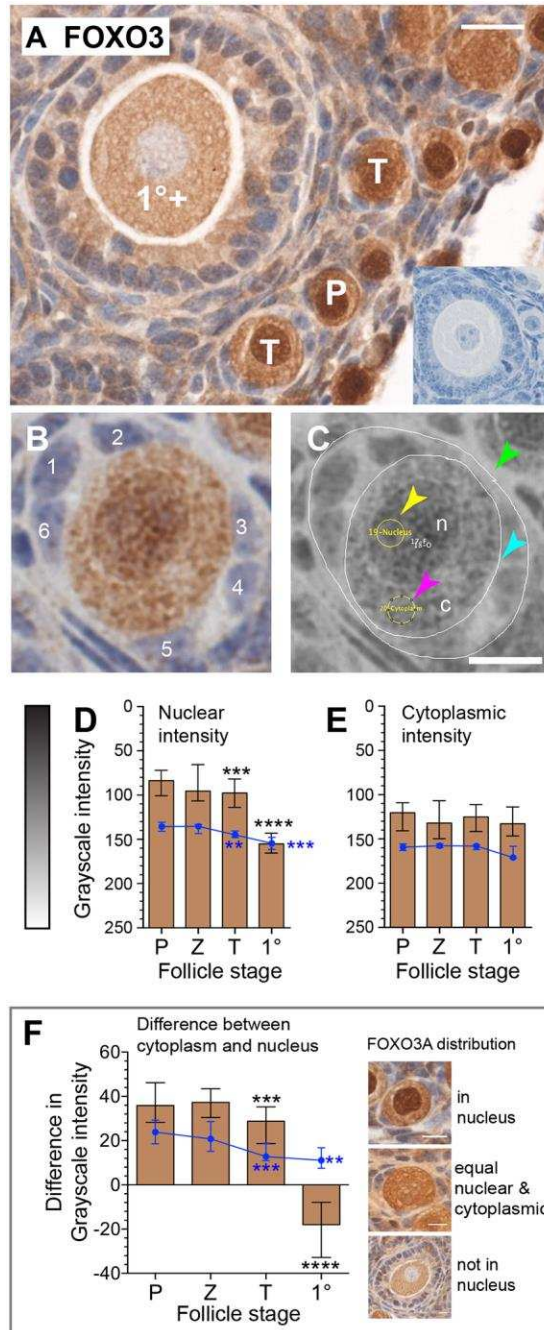 A FOXO3
1°+
T
P
T
B
1
2
6
3
4
5
C
19-Nucleus
n
c
D
Nuclear
intensity
Grayscale intensity
0
50
100
150
200
250
***
****
**
***
P Z T 1°
Follicle stage
E
Cytoplasmic
intensity
0
50
100
150
200
250
P Z T 1°
Follicle stage
F
Difference between
cytoplasm and nucleus
Difference in
Grayscale intensity
60
40
20
0
-20
-40
***
***
**
****
P Z T 1°
Follicle stage
FOXO3A distribution
in
nucleus
equal
nuclear &
cytoplasmic
not in
nucleus